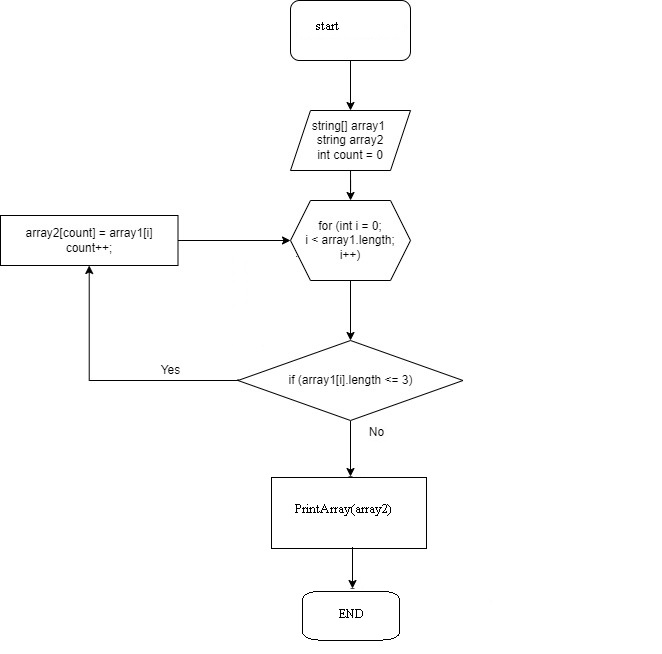 start
string[] array1
string array2
int count = 0
for (int i = 0;
i < array1.length;
i++)
array2[count] = array1[i]
count++;
if (array1[i].length <= 3)
Yes
No
PrintArray(array2)
END